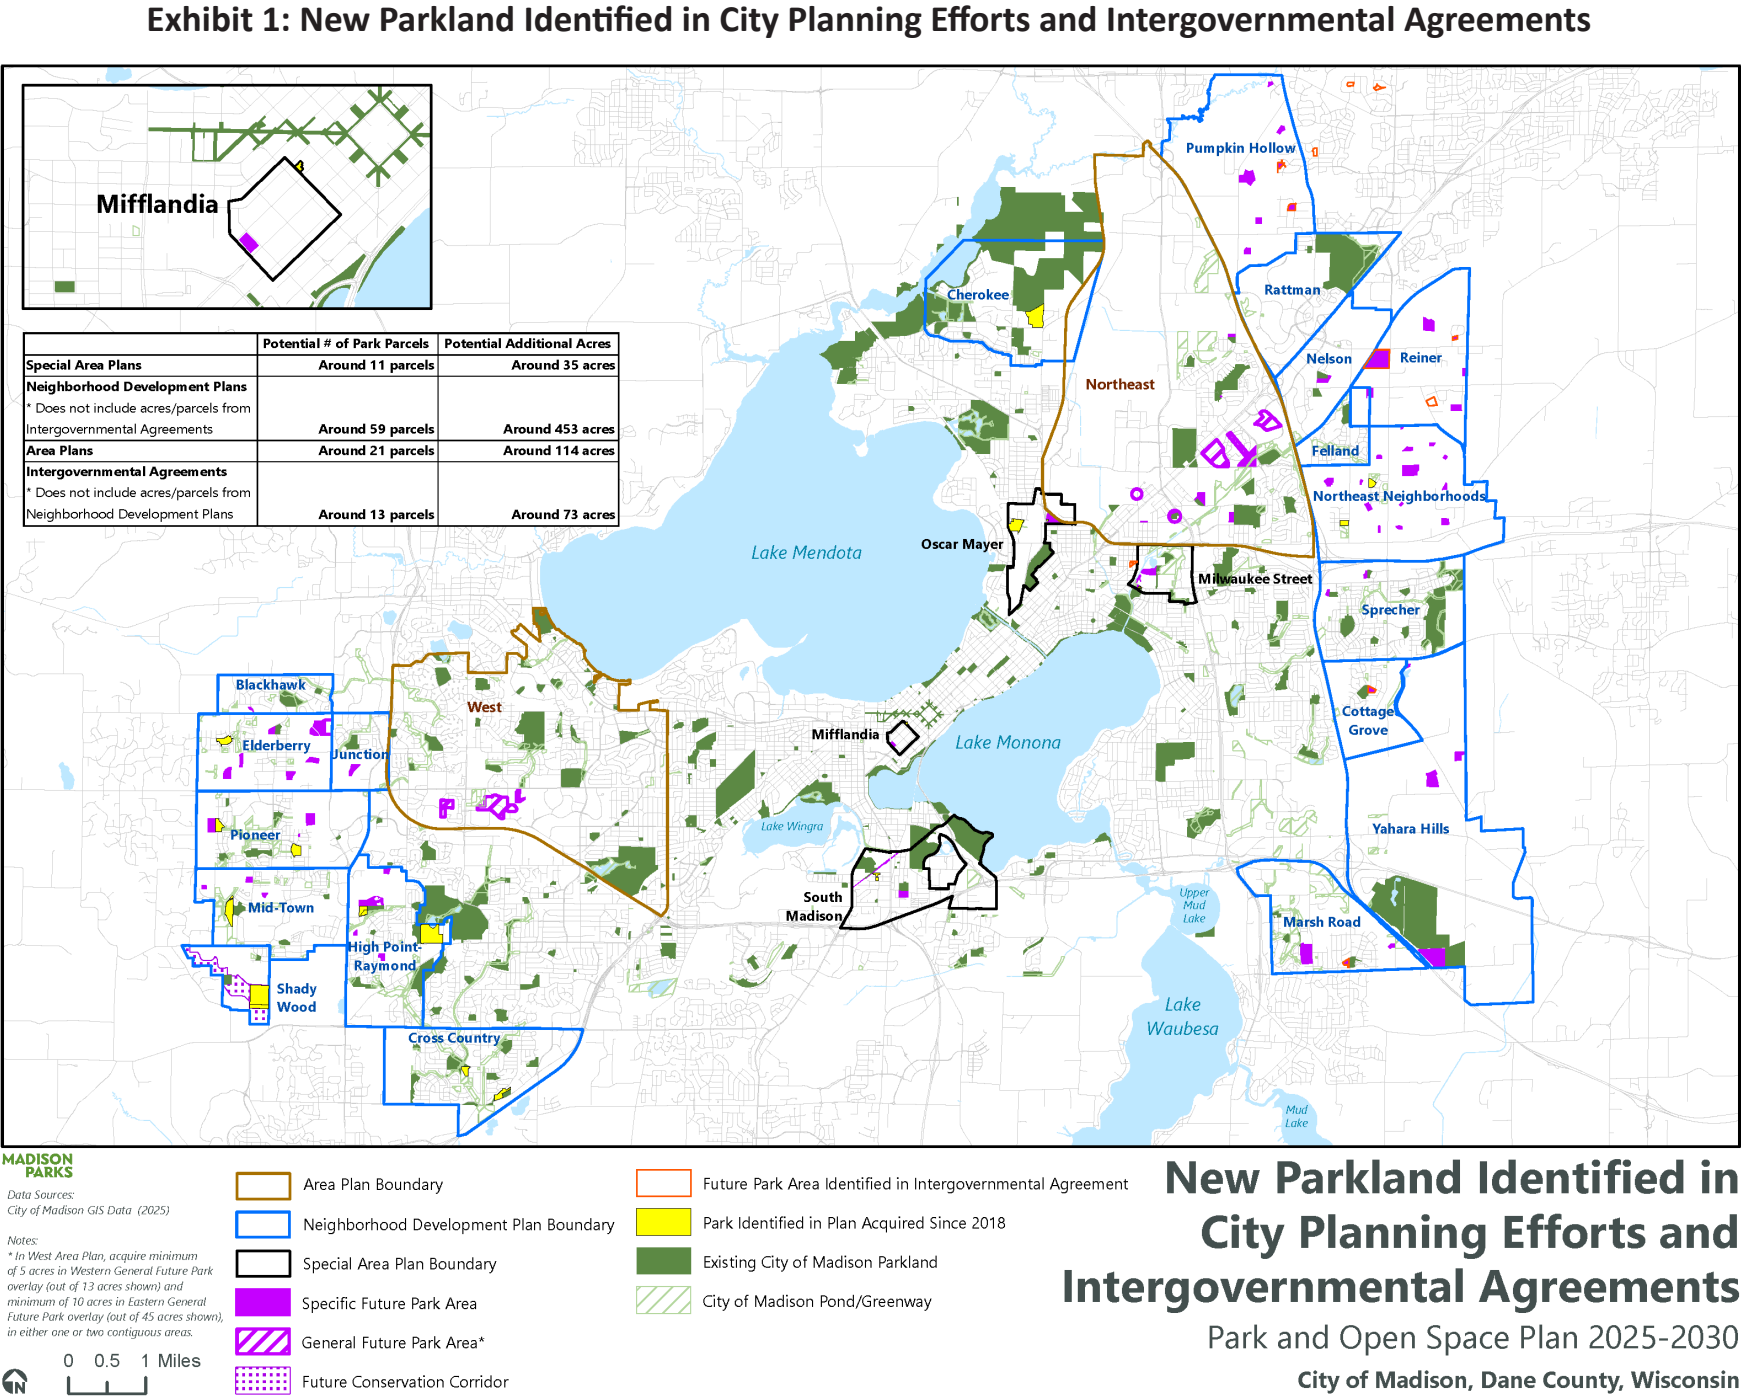 Exhibit 1: New Parkland Identified in City Planning Efforts and Intergovernmental Agreements
Mifflandia
Potential # of Park Parcels Potential Additional Acres
Special Area Plans Around 11 parcels Around 35 acres
Neighborhood Development Plans
* Does not include acres/parcels from
Intergovernmental Agreements Around 59 parcels Around 453 acres
Area Plans Around 21 parcels Around 114 acres
Intergovernmental Agreements
* Does not include acres/parcels from
Neighborhood Development Plans Around 13 parcels Around 73 acres
Pumpkin Hollow
Rattman
Cherokee
Nelson
Reiner
Northeast
Felland
Northeast Neighborhoods
Oscar Mayer
Lake Mendota
Milwaukee Street
Sprecher
Blackhawk
West
Cottage
Grove
Elderberry
Junction
Mifflandia
Lake Monona
Lake Wingra
Pioneer
Yahara Hills
South
Madison
Upper
Mud
Lake
Mid-Town
Marsh Road
High Point-
Raymond
Shady
Wood
Lake
Waubesa
Cross Country
Mud
Lake
MADISON
PARKS
Data Sources:
City of Madison GIS Data (2025)
Notes:
* In West Area Plan, acquire minimum
of 5 acres in Western General Future Park
overlay (out of 13 acres shown) and
minimum of 10 acres in Eastern General
Future Park overlay (out of 45 acres shown),
in either one or two contiguous areas.
N
0 0.5 1 Miles
Area Plan Boundary
Neighborhood Development Plan Boundary
Special Area Plan Boundary
Specific Future Park Area
General Future Park Area*
Future Conservation Corridor
Future Park Area Identified in Intergovernmental Agreement
Park Identified in Plan Acquired Since 2018
Existing City of Madison Parkland
City of Madison Pond/Greenway
New Parkland Identified in
City Planning Efforts and
Intergovernmental Agreements
Park and Open Space Plan 2025-2030
City of Madison, Dane County, Wisconsin